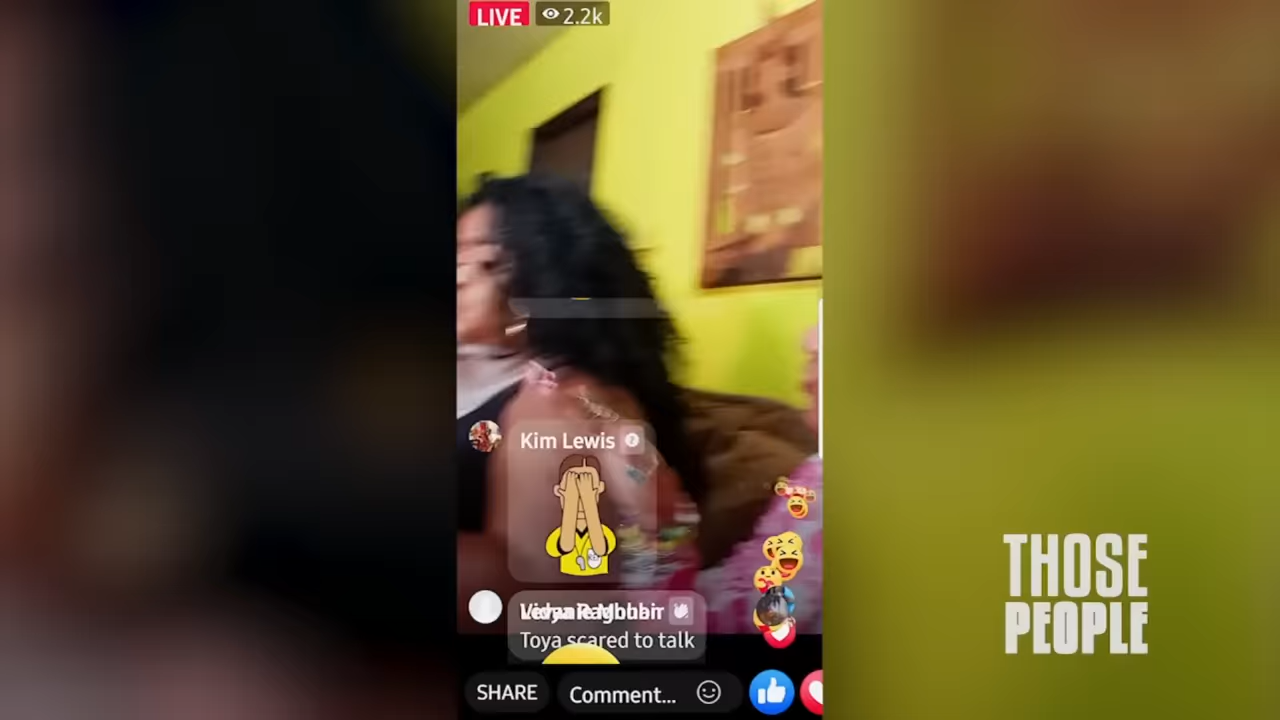 LIVE 2.2k
Kim Lewis
Toya scared to talk
SHARE Comment...
THOSE
PEOPLE